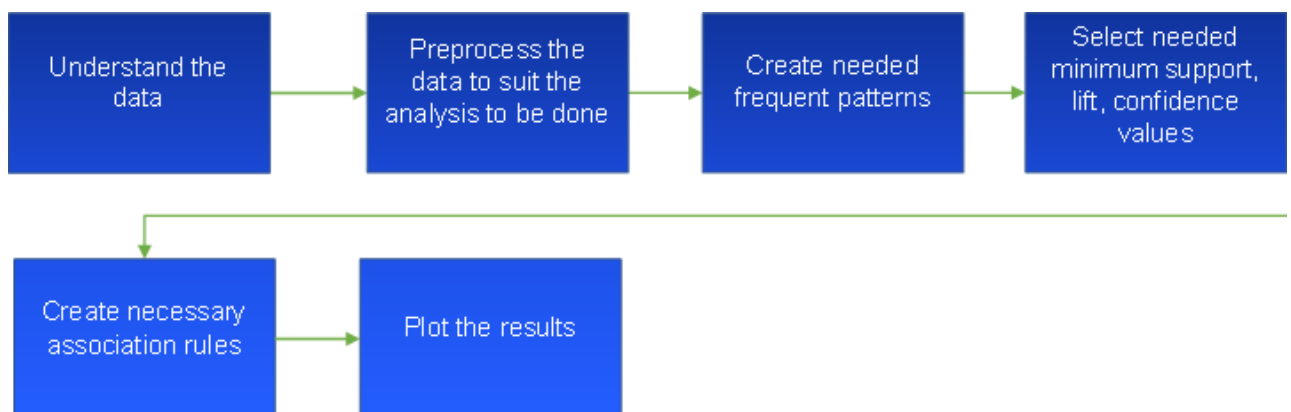 Understand the
data
Preprocess the
data to suit the
analysis to be done
Create needed
frequent patterns
Select needed
minimum support,
lift, confidence
values
Create necessary
association rules
Plot the results